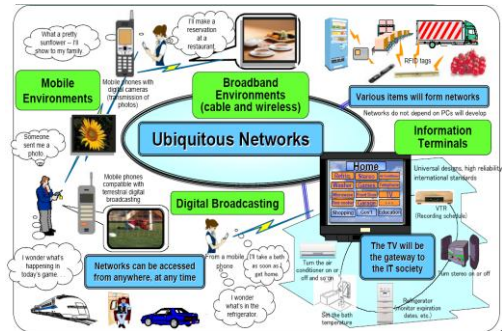 What a pretty
sunflower -- I'll
show to my family.
I'll make a
reservation
at a
restaurant.
RFID tags
Mobile phones with
digital cameras
(transmission of
photos)
Mobile
Environments
Broadband
Environments
(cable and wireless)
Various items will form networks
Networks do not depend on PCs will develop
Someone
sent me a
photo.
Ubiquitous Networks
Information
Terminals
Universal designs, high reliability
international standards
Home
Shopping
Gov't
Education
Mobile phones
compatible with
terrestrial digital
broadcasting
Digital Broadcasting
VTR
(Recording schedule)
I wonder what's
happening in
today's game.
Networks can be accessed
from anywhere, at any time
From a mobile
phone
I'll take a bath
as soon as I
get home.
I wonder
what's in the
refrigerator.
Turn the air
conditioner on or
off and so on
The TV will be
the gateway to
the IT society
Turn stereo on or off
Set the bath
temperature
Refrigerator
(monitor expiration
dates, etc.)